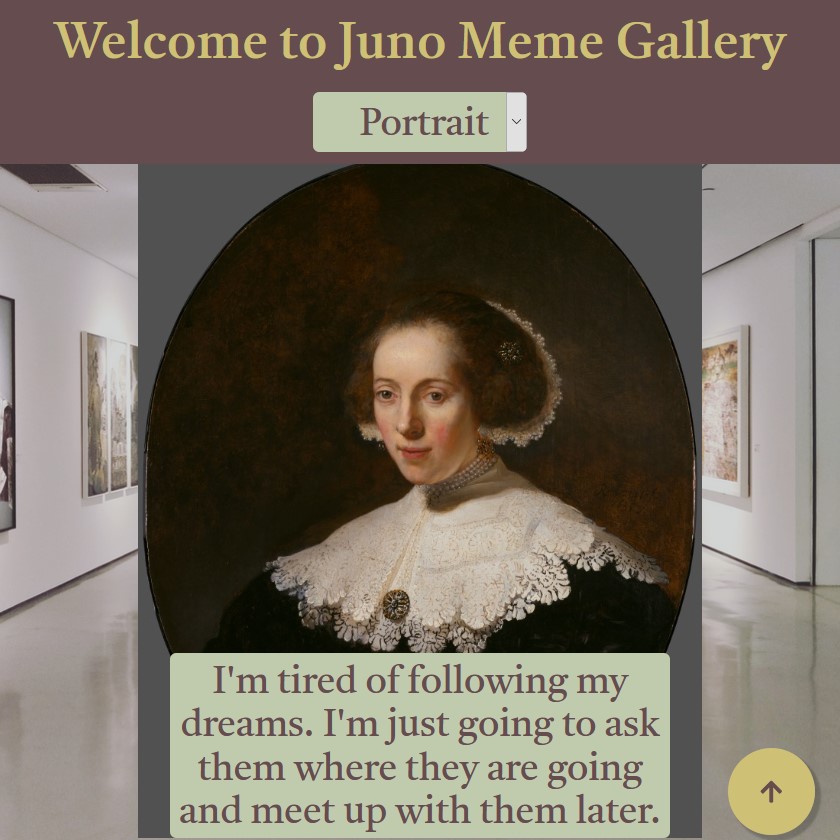 Welcome to Juno Meme Gallery
Portrait
I'm tired of following my
dreams. I'm just going to ask
them where they are going
and meet up with them later.